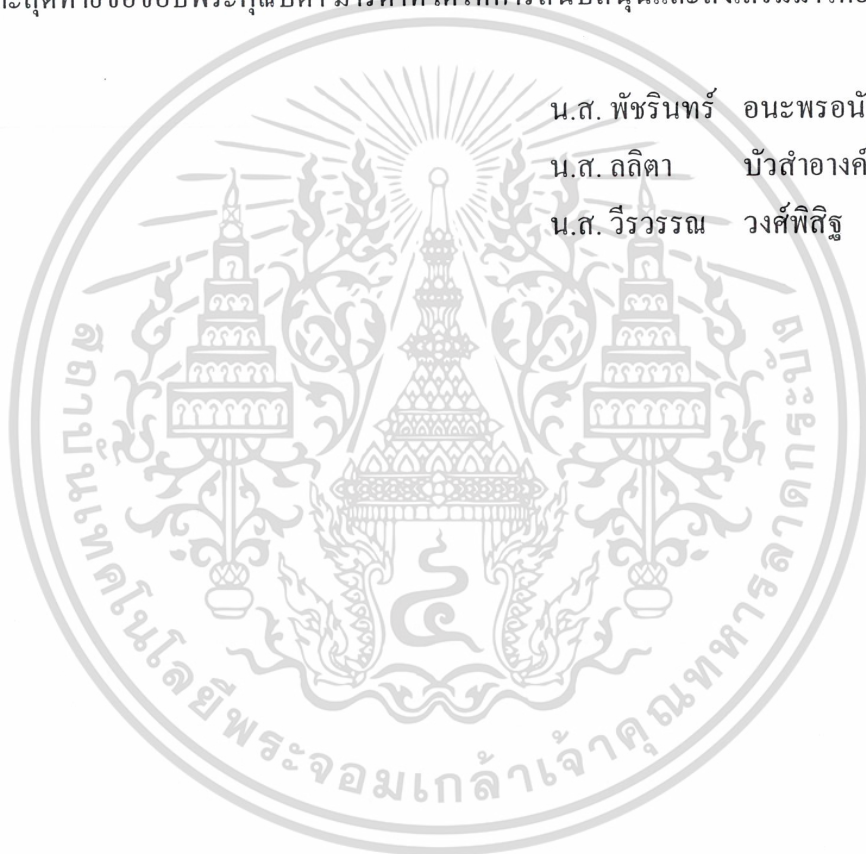 น.ส. พัชรินทร์ อนะพรอนั
น.ส. ลลิตา บัวสำอางค์
น.ส. วีรวรรณ วงศ์พิสิฐ
๔
สถาบันเทคโนโลยีพระจอมเกล้าเจ้าคุณทหารลาดกระบัง